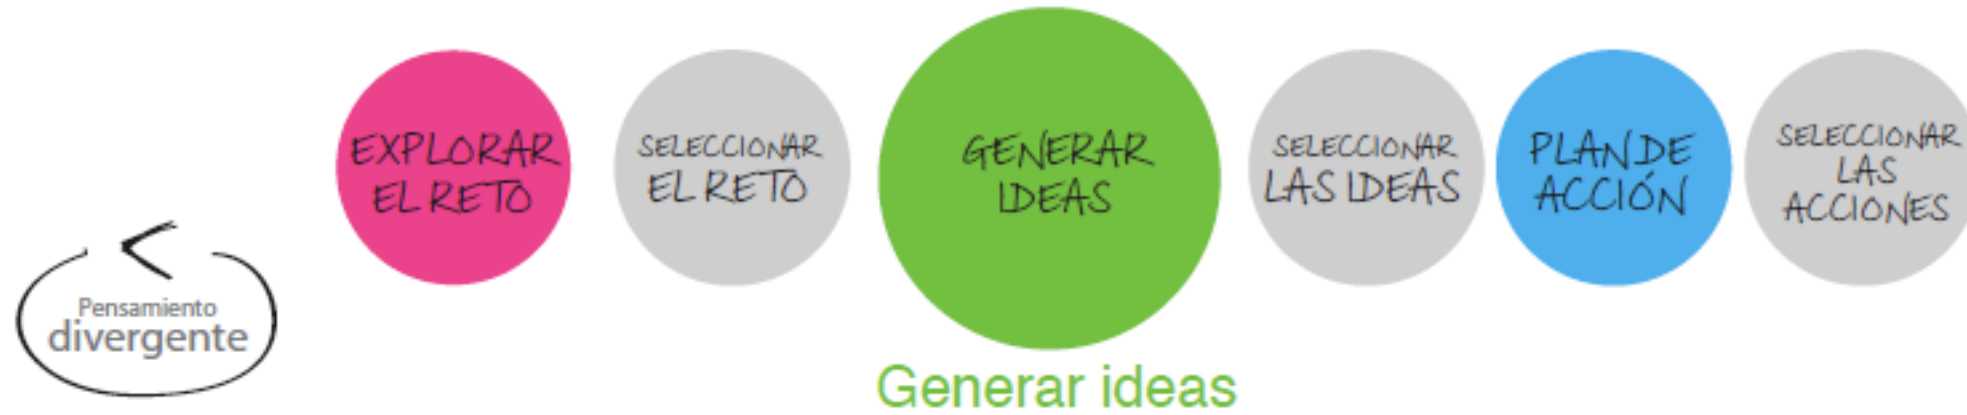 EXPLORAR
EL RETO
SELECCIONAR
EL RETO
GENERAR
IDEAS
SELECCIONAR
LAS IDEAS
PLAN DE
ACCIÓN
SELECCIONAR
LAS
ACCIONES
Pensamiento
divergente
Generar ideas